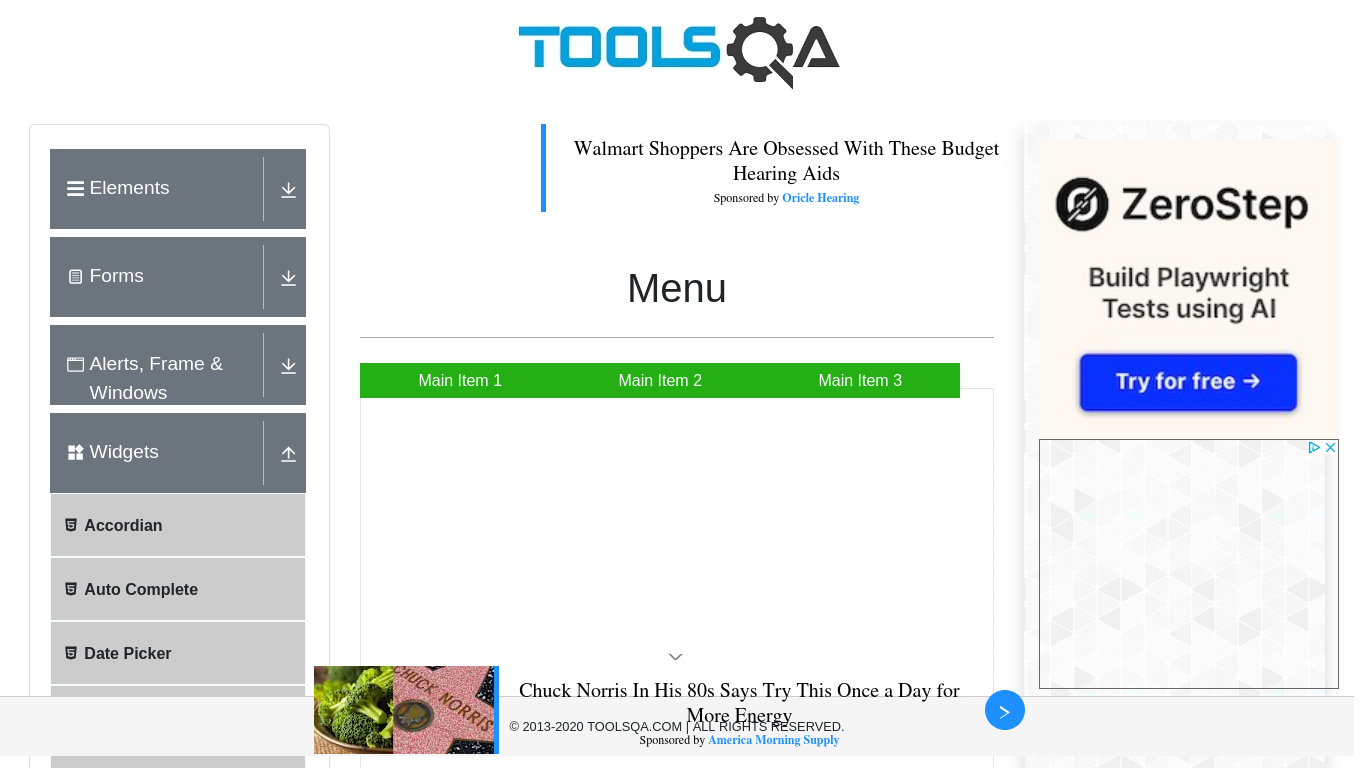 TOOLSQA
Elements
Forms
Alerts, Frame &
Windows
Widgets
Accordian
Auto Complete
Date Picker
Walmart Shoppers Are Obsessed With These Budget
Hearing Aids
Sponsored by Oricle Hearing
Menu
Main Item 1
Main Item 2
Main Item 3
ZeroStep
Build Playwright
Tests using AI
Try for free →
CHUCK NORRIS
Chuck Norris In His 80s Says Try This Once a Day for
More Energy
© 2013-2020 TOOLSQA.COM | ALL RIGHTS RESERVED.
Sponsored by America Morning Supply